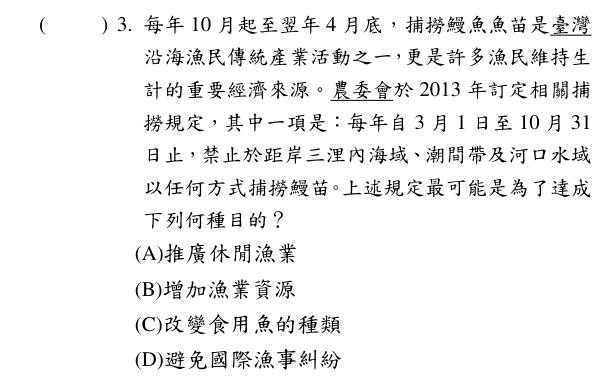 (　　) 3. 每年 10 月起至翌年 4 月底，捕撈鰻魚魚苗是臺灣
沿海漁民傳統產業活動之一，更是許多漁民維持生
計的重要經濟來源。農委會於 2013 年訂定相關捕
撈規定，其中一項是：每年自 3 月 1 日至 10 月 31
日止，禁止於距岸三浬內海域、潮間帶及河口水域
以任何方式捕撈鰻苗。上述規定最可能是為了達成
下列何種目的？
(A)推廣休閒漁業
(B)增加漁業資源
(C)改變食用魚的種類
(D)避免國際漁事糾紛